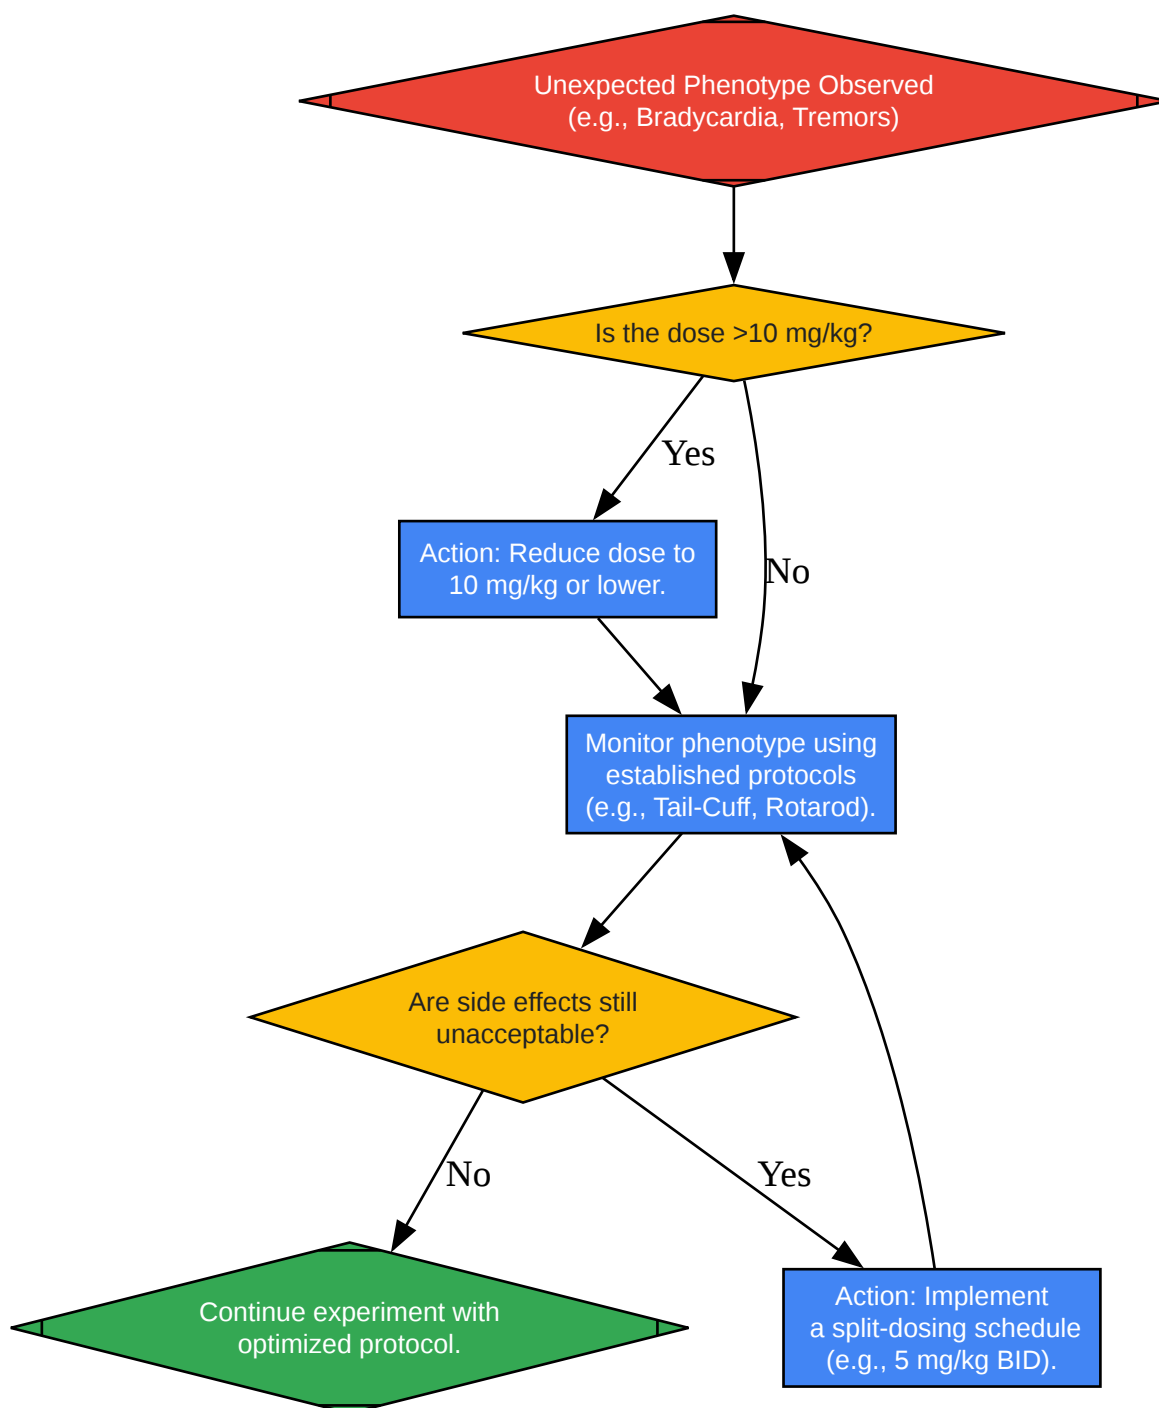 Unexpected Phenotype Observed
(e.g., Bradycardia, Tremors)
Is the dose >10 mg/kg?
Yes
Action: Reduce dose to
10 mg/kg or lower.
No
Monitor phenotype using
established protocols
(e.g., Tail-Cuff, Rotarod).
Are side effects still
unacceptable?
No
Yes
Continue experiment with
optimized protocol.
Action: Implement
a split-dosing schedule
(e.g., 5 mg/kg BID).